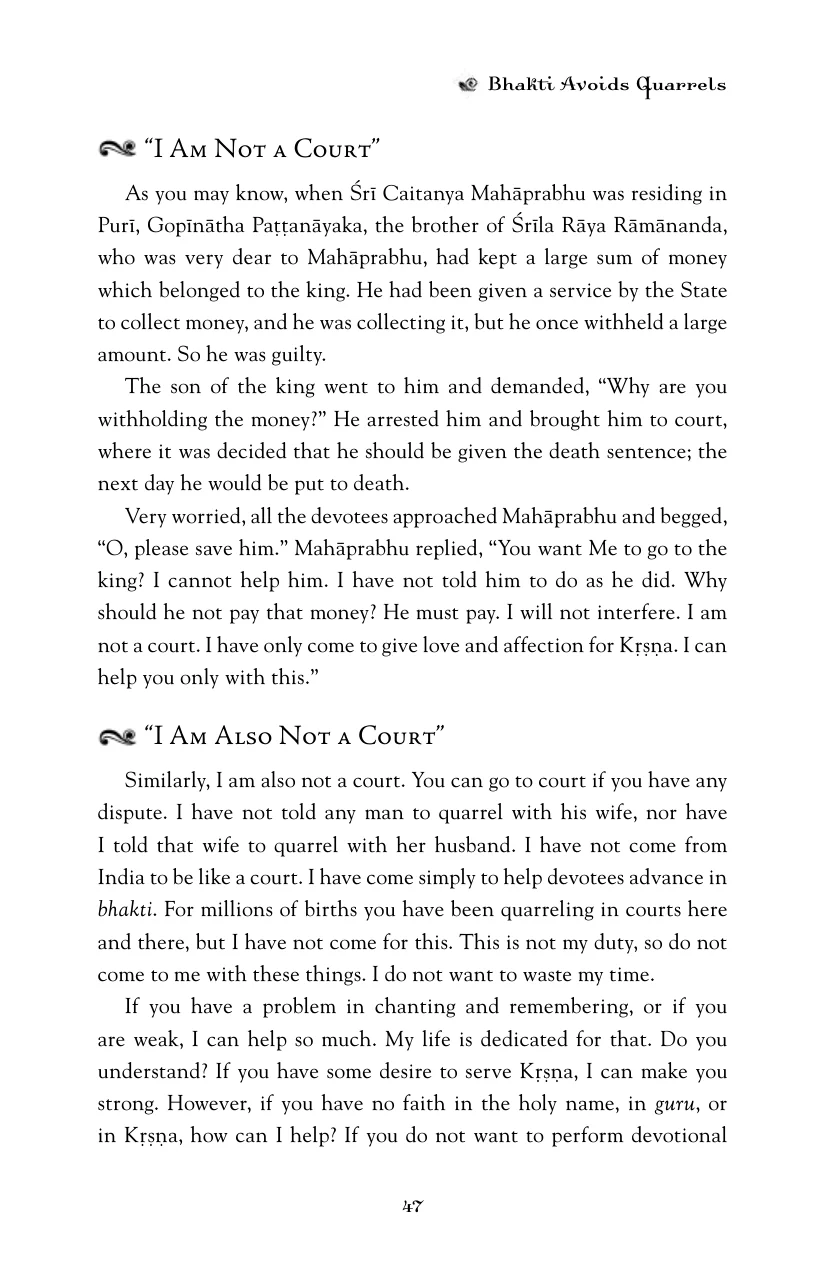 Bhakti Avoids Quarrels
“I Am Not a Court”
As you may know, when Śrī Caitanya Mahāprabhu was residing in
Purī, Gopīnātha Paṭṭanāyaka, the brother of Śrīla Rāya Rāmānanda,
who was very dear to Mahāprabhu, had kept a large sum of money
which belonged to the king. He had been given a service by the State
to collect money, and he was collecting it, but he once withheld a large
amount. So he was guilty.
The son of the king went to him and demanded, “Why are you
withholding the money?” He arrested him and brought him to court,
where it was decided that he should be given the death sentence; the
next day he would be put to death.
Very worried, all the devotees approached Mahāprabhu and begged,
“O, please save him.” Mahāprabhu replied, “You want Me to go to the
king? I cannot help him. I have not told him to do as he did. Why
should he not pay that money? He must pay. I will not interfere. I am
not a court. I have only come to give love and affection for Kṛṣṇa. I can
help you only with this.”
“I Am Also Not a Court”
Similarly, I am also not a court. You can go to court if you have any
dispute. I have not told any man to quarrel with his wife, nor have
I told that wife to quarrel with her husband. I have not come from
India to be like a court. I have come simply to help devotees advance in
bhakti. For millions of births you have been quarreling in courts here
and there, but I have not come for this. This is not my duty, so do not
come to me with these things. I do not want to waste my time.
If you have a problem in chanting and remembering, or if you
are weak, I can help so much. My life is dedicated for that. Do you
understand? If you have some desire to serve Kṛṣṇa, I can make you
strong. However, if you have no faith in the holy name, in guru, or
in Kṛṣṇa, how can I help? If you do not want to perform devotional
47